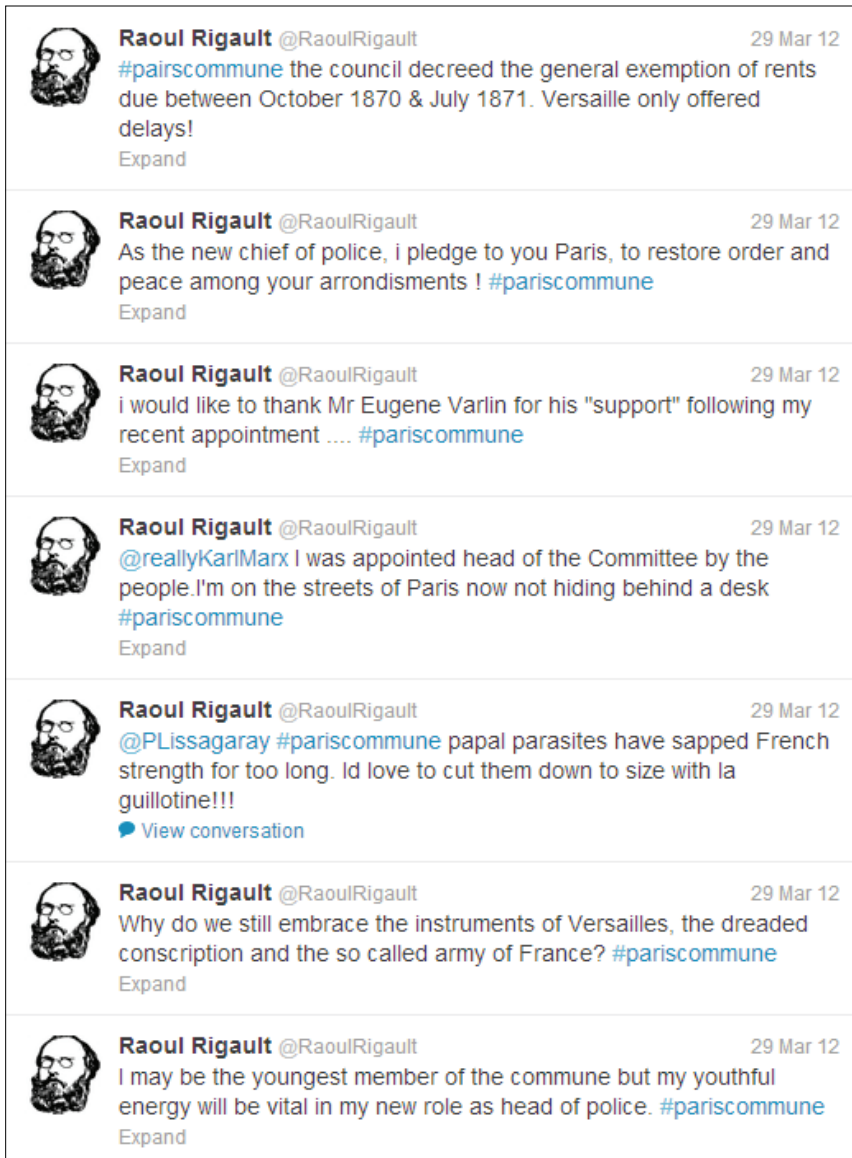 Raoul Rigault @RaoulRigault 29 Mar 12
#pairscommune the council decreed the general exemption of rents
due between October 1870 & July 1871. Versaille only offered
delays!
Expand
Raoul Rigault @RaoulRigault 29 Mar 12
As the new chief of police, i pledge to you Paris, to restore order and
peace among your arrondisments ! #pariscommune
Expand
Raoul Rigault @RaoulRigault 29 Mar 12
i would like to thank Mr Eugene Varlin for his "support" following my
recent appointment .... #pariscommune
Expand
Raoul Rigault @RaoulRigault 29 Mar 12
@reallyKarlMarx I was appointed head of the Committee by the
people.I'm on the streets of Paris now not hiding behind a desk
#pariscommune
Expand
Raoul Rigault @RaoulRigault 29 Mar 12
@PLissagaray #pariscommune papal parasites have sapped French
strength for too long. Id love to cut them down to size with la
guillotine!!!
View conversation
Raoul Rigault @RaoulRigault 29 Mar 12
Why do we still embrace the instruments of Versailles, the dreaded
conscription and the so called army of France? #pariscommune
Expand
Raoul Rigault @RaoulRigault 29 Mar 12
I may be the youngest member of the commune but my youthful
energy will be vital in my new role as head of police. #pariscommune
Expand